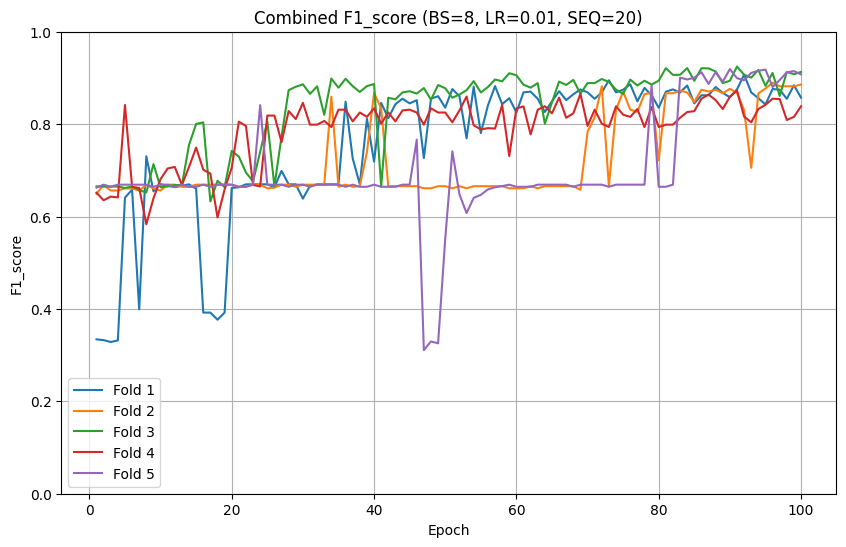 Combined F1_score (BS=8, LR=0.01, SEQ=20)
F1_score
1.0
0.8
0.6
0.4
0.2
0.0
Fold 1
Fold 2
Fold 3
Fold 4
Fold 5
0 20 40 60 80 100
Epoch